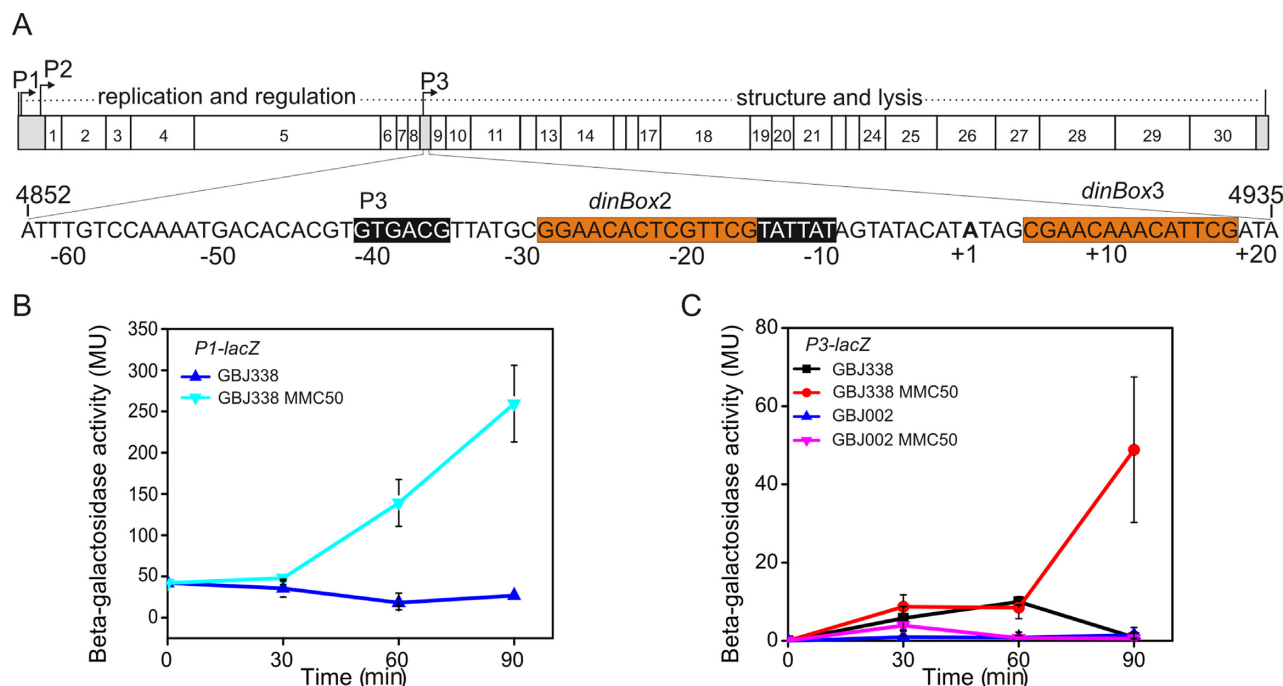 A
P1 P2 P3
replication and regulation structure and lysis
1 2 3 4 5 6 7 8 9 10 11 13 14 17 18 19 20 21 24 25 26 27 28 29 30
4852 P3 dinBox2 dinBox3 4935
ATTTGTCCAAAATGACACACGTGTGACGTTATGCGGAACACTCGTTCGTATTATAGTATACATATAGCGAACAAACATTCGATA
-60 -50 -40 -30 -20 -10 +1 +10 +20
B
Beta-galactosidase activity (MU)
350
300
250
200
150
100
50
0
P1-lacZ
GBJ338
GBJ338 MMC50
0 30 60 90
Time (min)
C
Beta-galactosidase activity (MU)
80
60
40
20
0
P3-lacZ
GBJ338
GBJ338 MMC50
GBJ002
GBJ002 MMC50
0 30 60 90
Time (min)